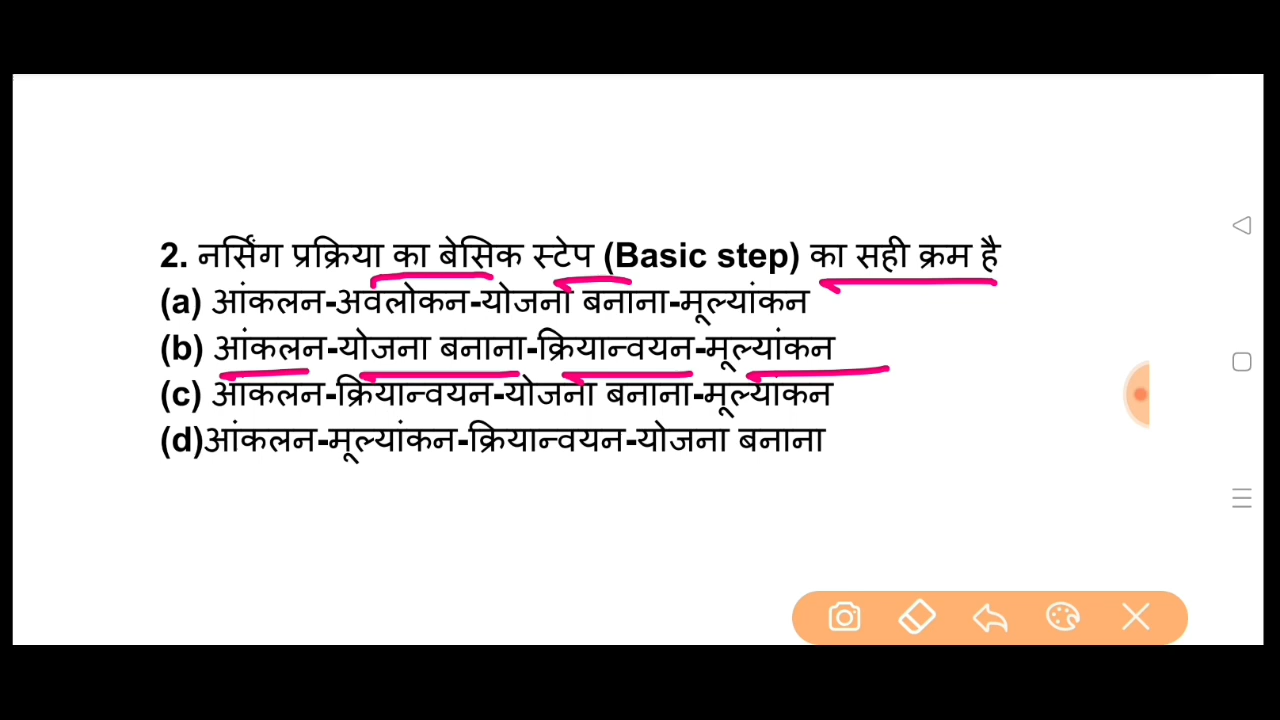 2. नर्सिंग प्रक्रिया का बेसिक स्टेप (Basic step) का सही क्रम है
(a) आंकलन-अवलोकन-योजना बनाना-मूल्यांकन
(b) आंकलन-योजना बनाना-क्रियान्वयन-मूल्यांकन
(c) आंकलन-क्रियान्वयन-योजना बनाना-मूल्यांकन
(d)आंकलन-मूल्यांकन-क्रियान्वयन-योजना बनाना